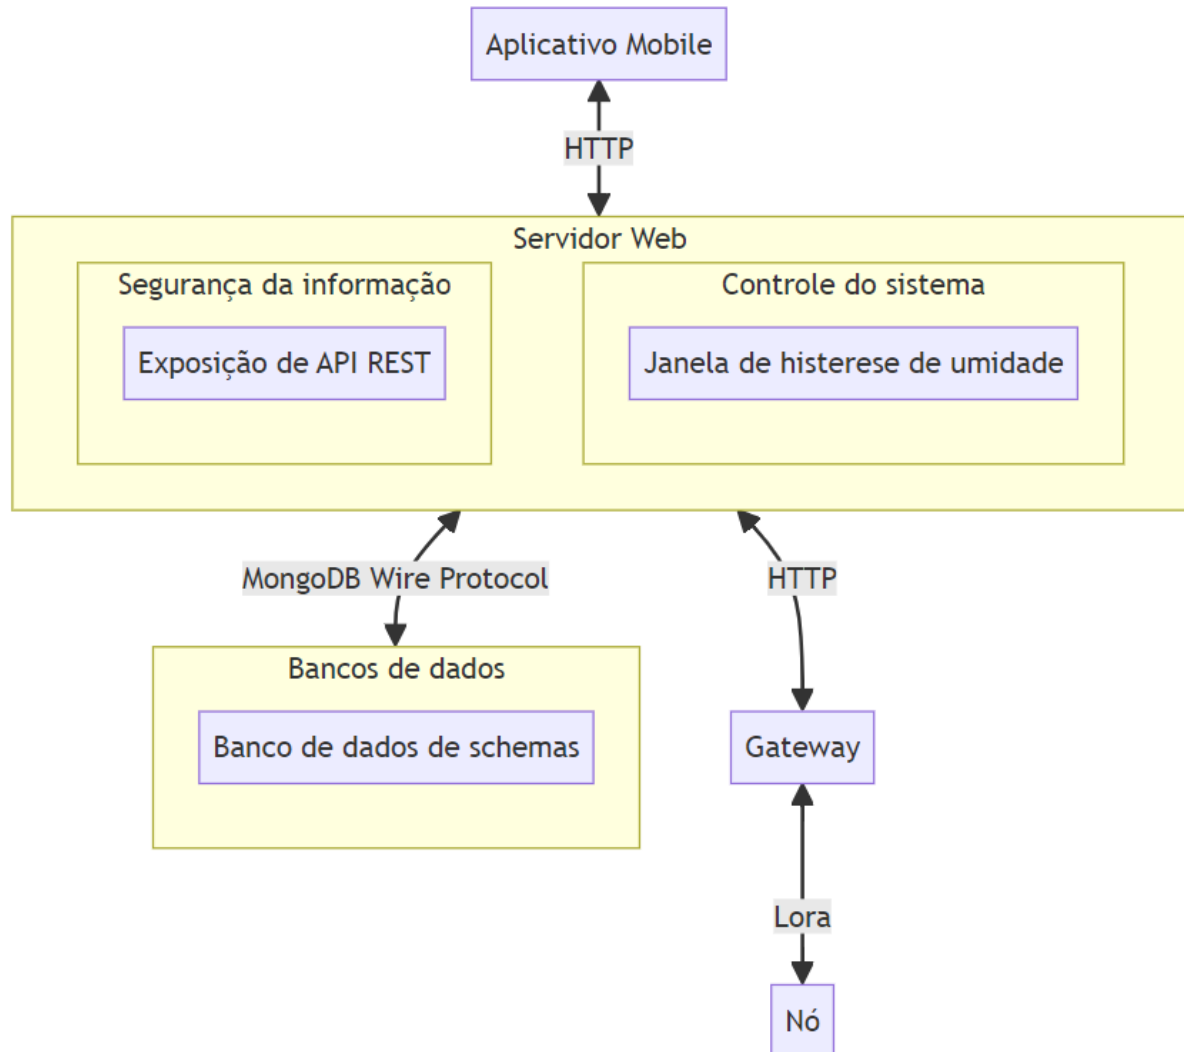 Aplicativo Mobile
HTTP
Servidor Web
Segurança da informação
Controle do sistema
Exposição de API REST
Janela de histerese de umidade
MongoDB Wire Protocol
HTTP
Bancos de dados
Banco de dados de schemas
Gateway
Lora
Nó